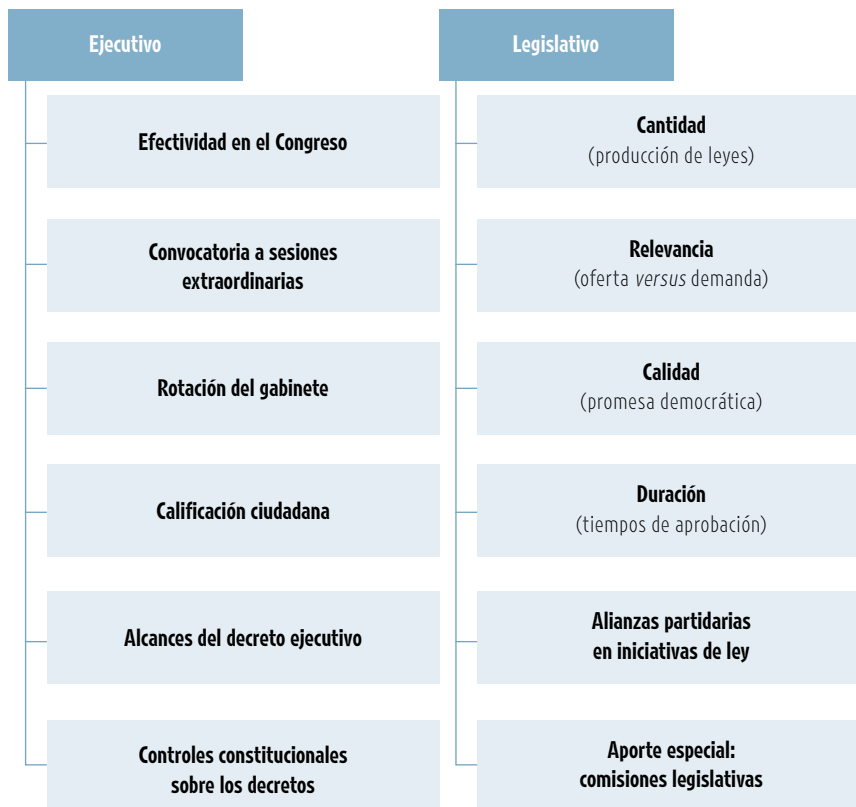 Ejecutivo
Efectividad en el Congreso
Convocatoria a sesiones
extraordinarias
Rotación del gabinete
Calificación ciudadana
Alcances del decreto ejecutivo
Controles constitucionales
sobre los decretos
Legislativo
Cantidad
(producción de leyes)
Relevancia
(oferta versus demanda)
Calidad
(promesa democrática)
Duración
(tiempos de aprobación)
Alianzas partidarias
en iniciativas de ley
Aporte especial:
comisiones legislativas